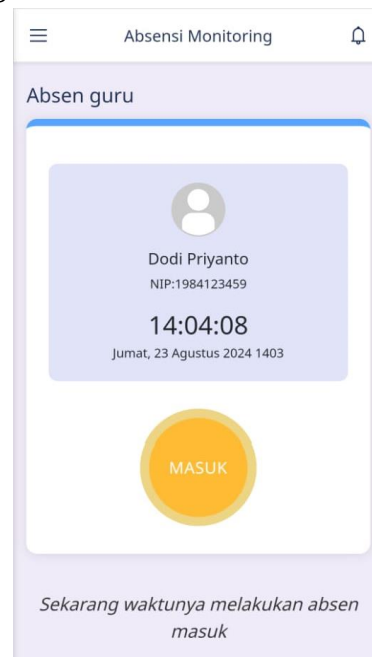 Absensi Monitoring
Absen guru
Dodi Priyanto
NIP:1984123459
14:04:08
Jumat, 23 Agustus 2024 1403
MASUK
Sekarang waktunya melakukan absen
masuk